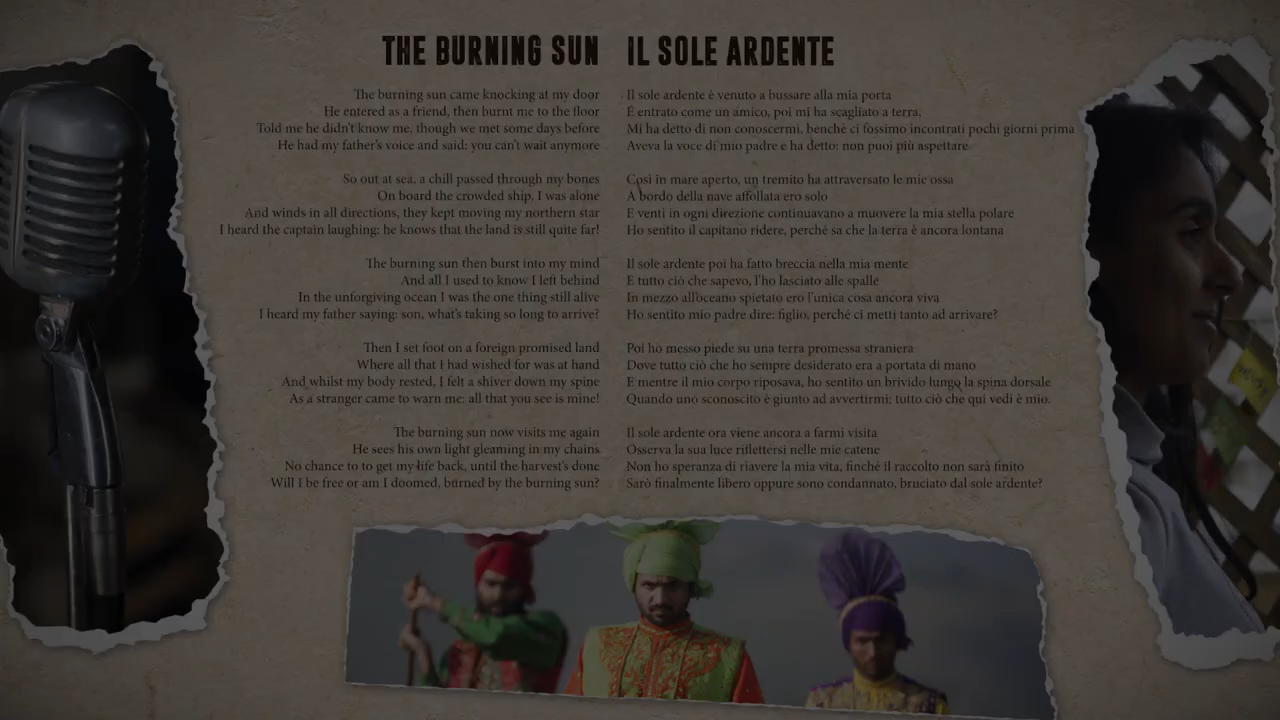 THE BURNING SUN
The burning sun came knocking at my door
He entered as a friend, then burnt me to the floor
Told me he didn't know me, though we met some days before
He had my father's voice and said: you can't wait anymore
So out at sea, a chill passed through my bones
On board the crowded ship, I was alone
And winds in all directions, they kept moving my northern star
I heard the captain laughing: he knows that the land is still quite far!
The burning sun then burst into my mind
And all I used to know I left behind
In the unforgiving ocean I was the one thing still alive
I heard my father saying: son, what's taking so long to arrive?
Then I set foot on a foreign promised land
Where all that I had wished for was at hand
And whilst my body rested, I felt a shiver down my spine
As a stranger came to warn me: all that you see is mine!
The burning sun now visits me again
He sees his own light gleaming in my chains
No chance to to get my life back, until the harvest's done
Will I be free or am I doomed, burned by the burning sun?
IL SOLE ARDENTE
Il sole ardente è venuto a bussare alla mia porta
È entrato come un amico, poi mi ha scagliato a terra,
Mi ha detto di non conoscermi, benché ci fossimo incontrati pochi giorni prima
Aveva la voce di mio padre e ha detto: non puoi più aspettare
Così in mare aperto, un tremito ha attraversato le mie ossa
A bordo della nave affollata ero solo
E venti in ogni direzione continuavano a muovere la mia stella polare
Ho sentito il capitano ridere, perché sa che la terra è ancora lontana
Il sole ardente poi ha fatto breccia nella mia mente
E tutto ciò che sapevo, l'ho lasciato alle spalle
In mezzo all'oceano spietato ero l'unica cosa ancora viva
Ho sentito mio padre dire: figlio, perché ci metti tanto ad arrivare?
Poi ho messo piede su una terra promessa straniera
Dove tutto ciò che ho sempre desiderato era a portata di mano
E mentre il mio corpo riposava, ho sentito un brivido lungo la spina dorsale
Quando uno sconosciuto è giunto ad avvertirmi: tutto ciò che qui vedi è mio.
Il sole ardente ora viene ancora a farmi visita
Osserva la sua luce riflettersi nelle mie catene
Non ho speranza di riavere la mia vita, finché il raccolto non sarà finito
Sarò finalmente libero oppure sono condannato, bruciato dal sole ardente?